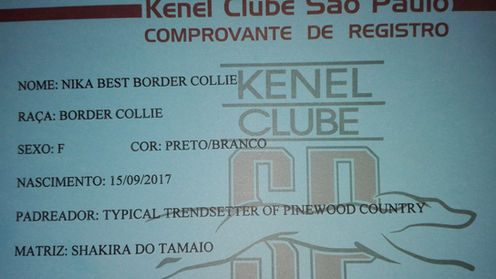 Kenel Clube São Paulo
COMPROVANTE DE REGISTRO
NOME: NIKA BEST BORDER COLLIE
KENEL
RAÇA: BORDER COLLIE
CLUBE
SEXO: F COR: PRETO/BRANCO
SP
NASCIMENTO: 15/09/2017
PADREADOR: TYPICAL TRENDSETTER OF PINEWOOD COUNTRY
MATRIZ: SHAKIRA DO TAMAIO